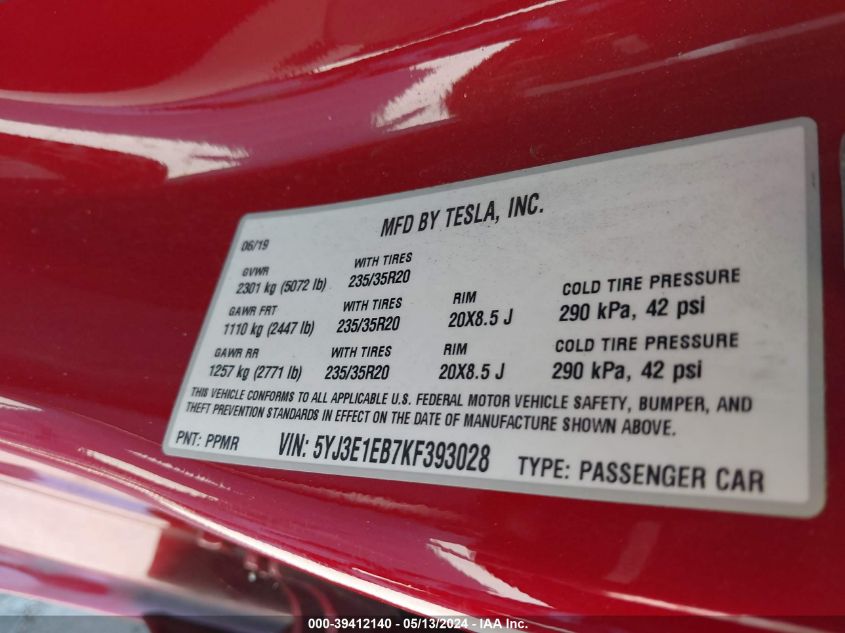 MFD BY TESLA, INC.
06/19
GVWR WITH TIRES
2301 kg (5072 lb) 235/35R20
GAWR FRT WITH TIRES RIM COLD TIRE PRESSURE
1110 kg (2447 lb) 235/35R20 20X8.5 J 290 kPa, 42 psi
GAWR RR WITH TIRES RIM COLD TIRE PRESSURE
1257 kg (2771 lb) 235/35R20 20X8.5 J 290 kPa, 42 psi
THIS VEHICLE CONFORMS TO ALL APPLICABLE U.S. FEDERAL MOTOR VEHICLE SAFETY, BUMPER, AND
THEFT PREVENTION STANDARDS IN EFFECT ON THE DATE OF MANUFACTURE SHOWN ABOVE.
PNT: PPMR VIN: 5YJ3E1EB7KF393028 TYPE: PASSENGER CAR
000-39412140 - 05/13/2024 - IAA Inc.